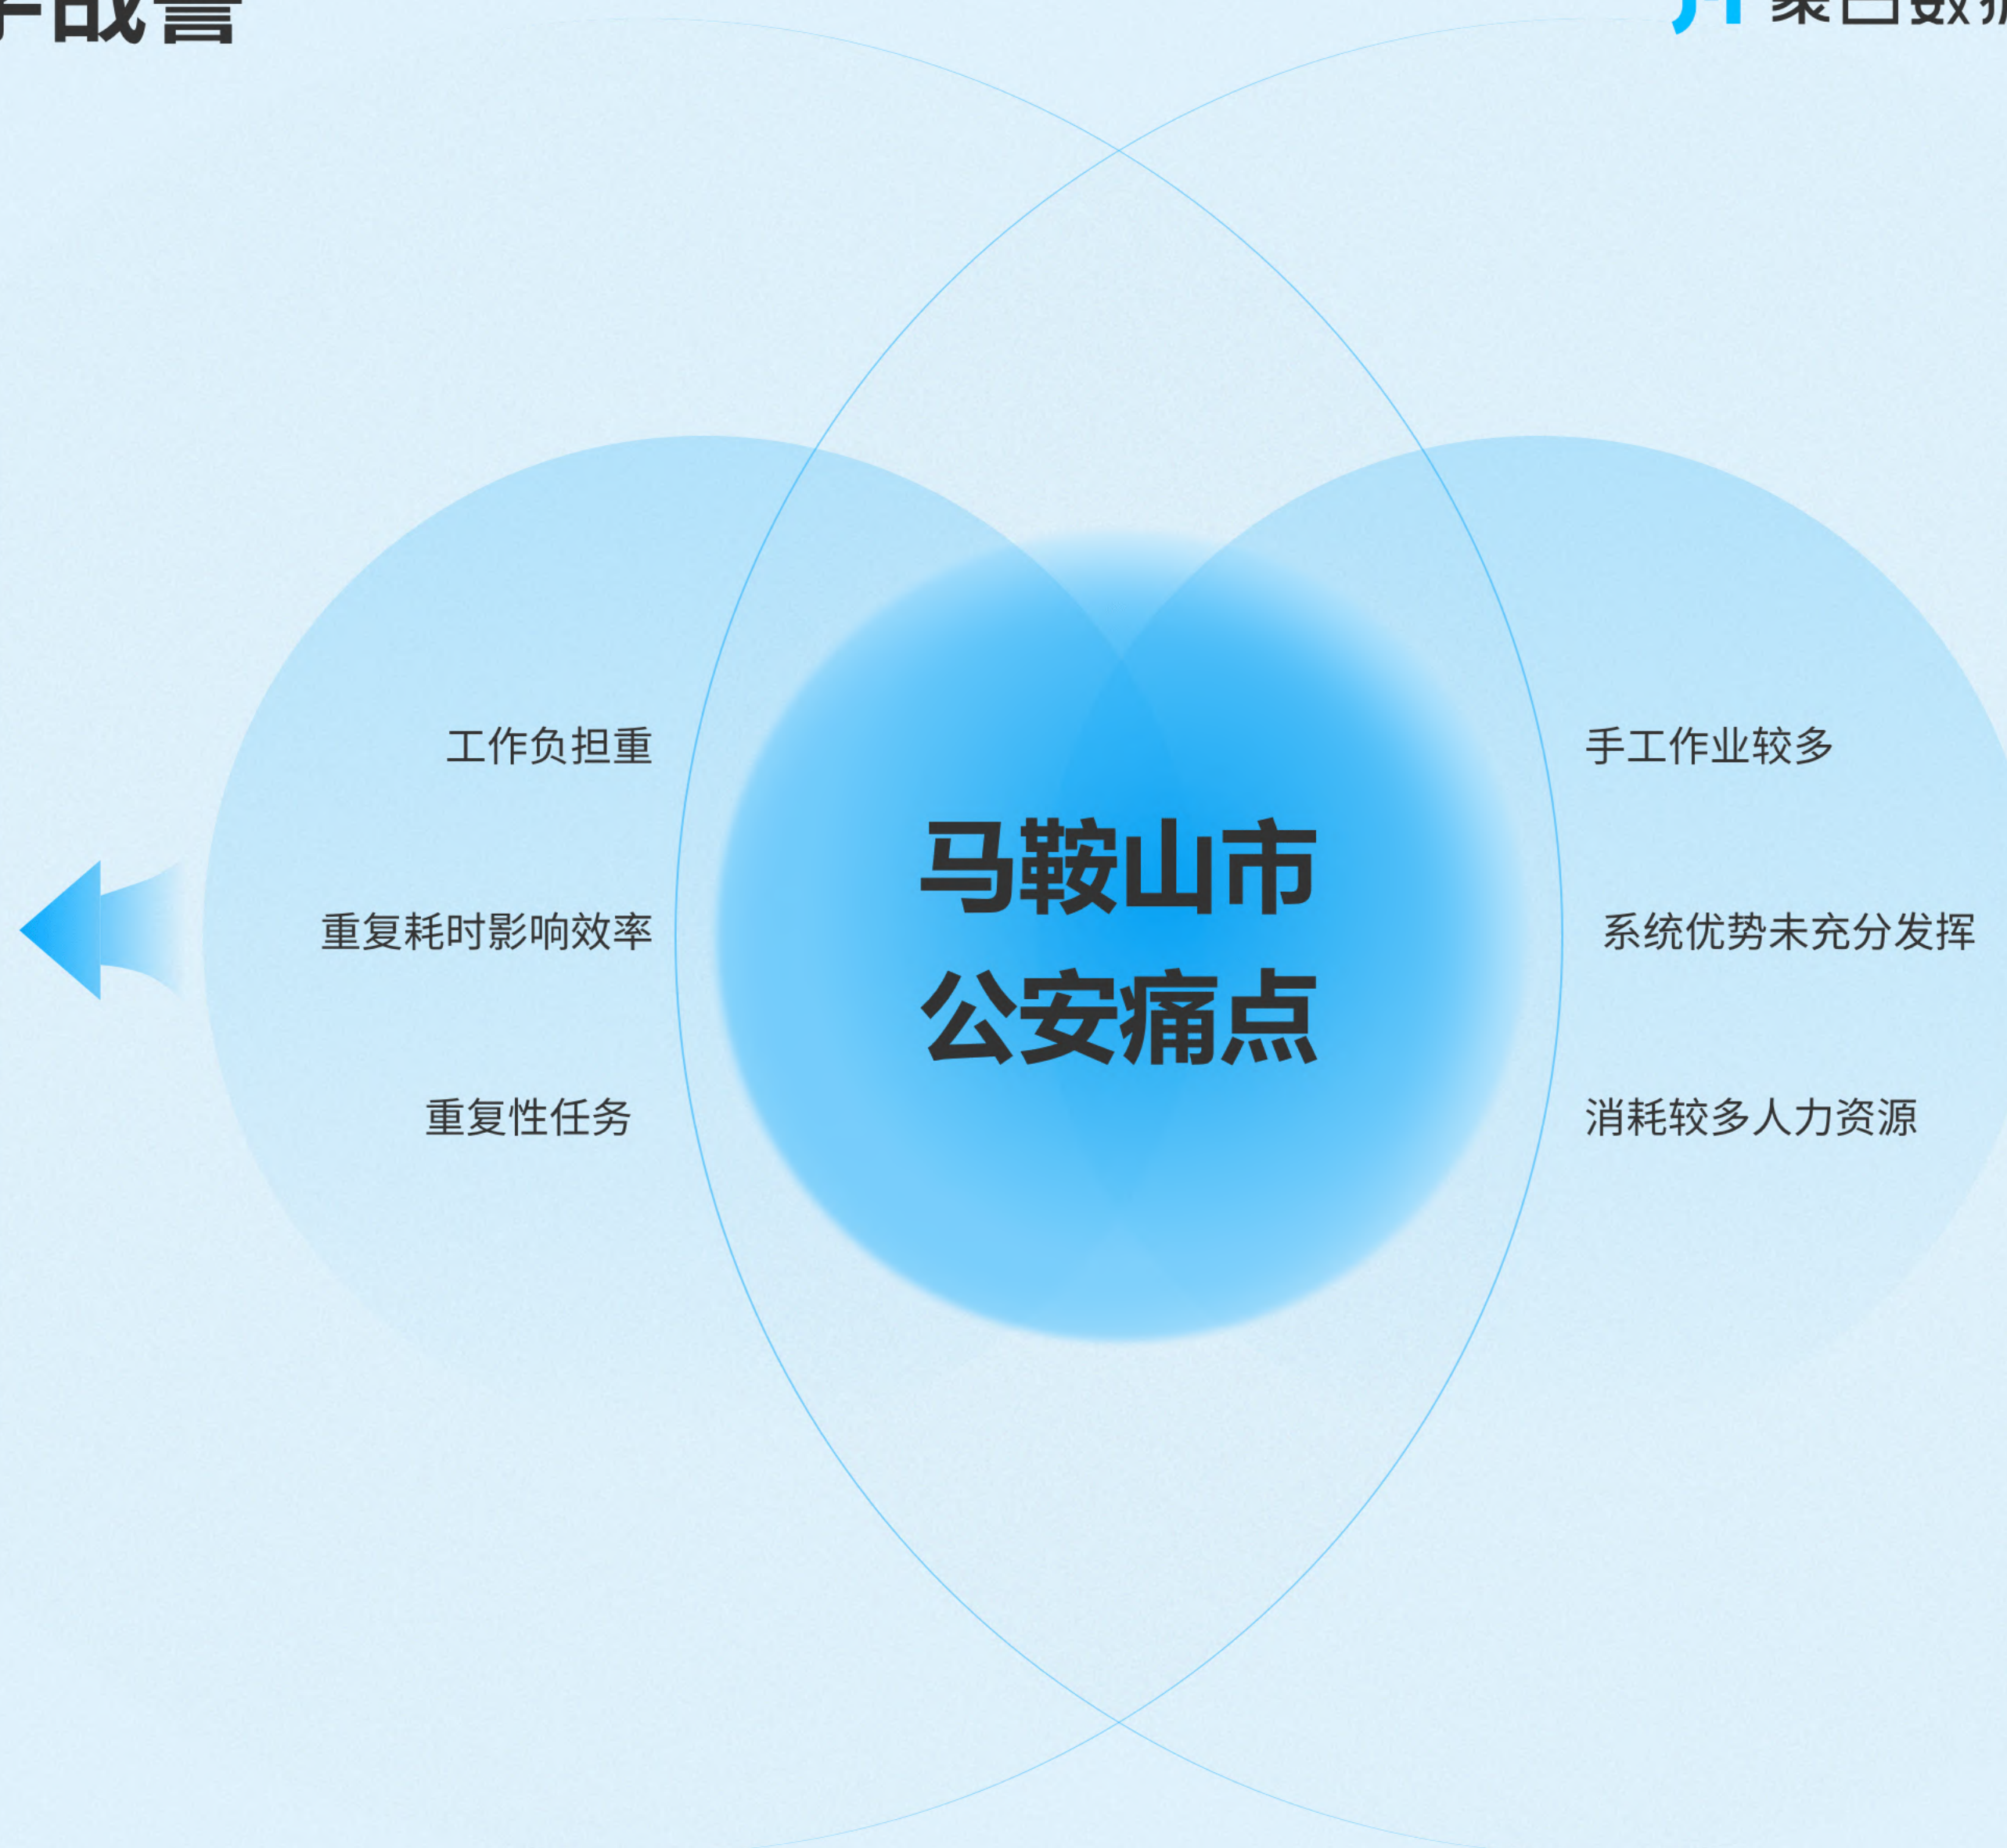 工作负担重
手工作业较多
马鞍山市
重复耗时影响效率
系统优势未充分发挥
公安痛点
重复性任务
消耗较多人力资源